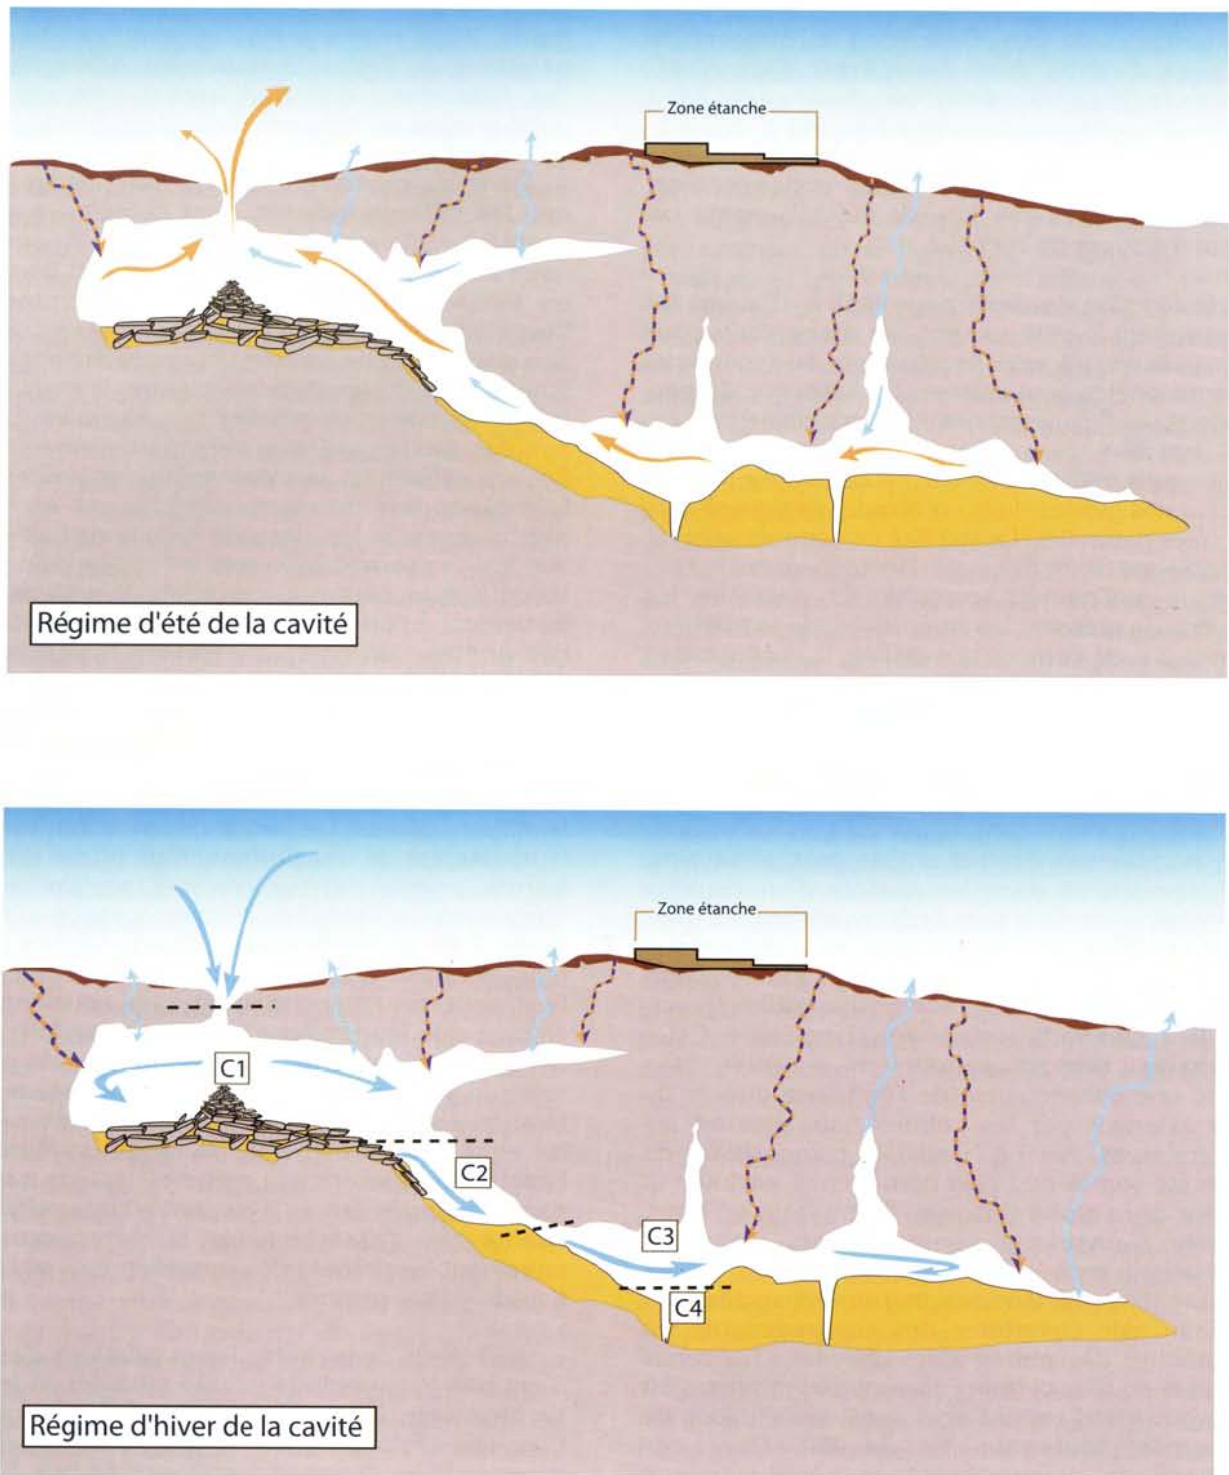 Zone étanche
Régime d'été de la cavité
Zone étanche
C1
C2
C3
C4
Régime d'hiver de la cavité